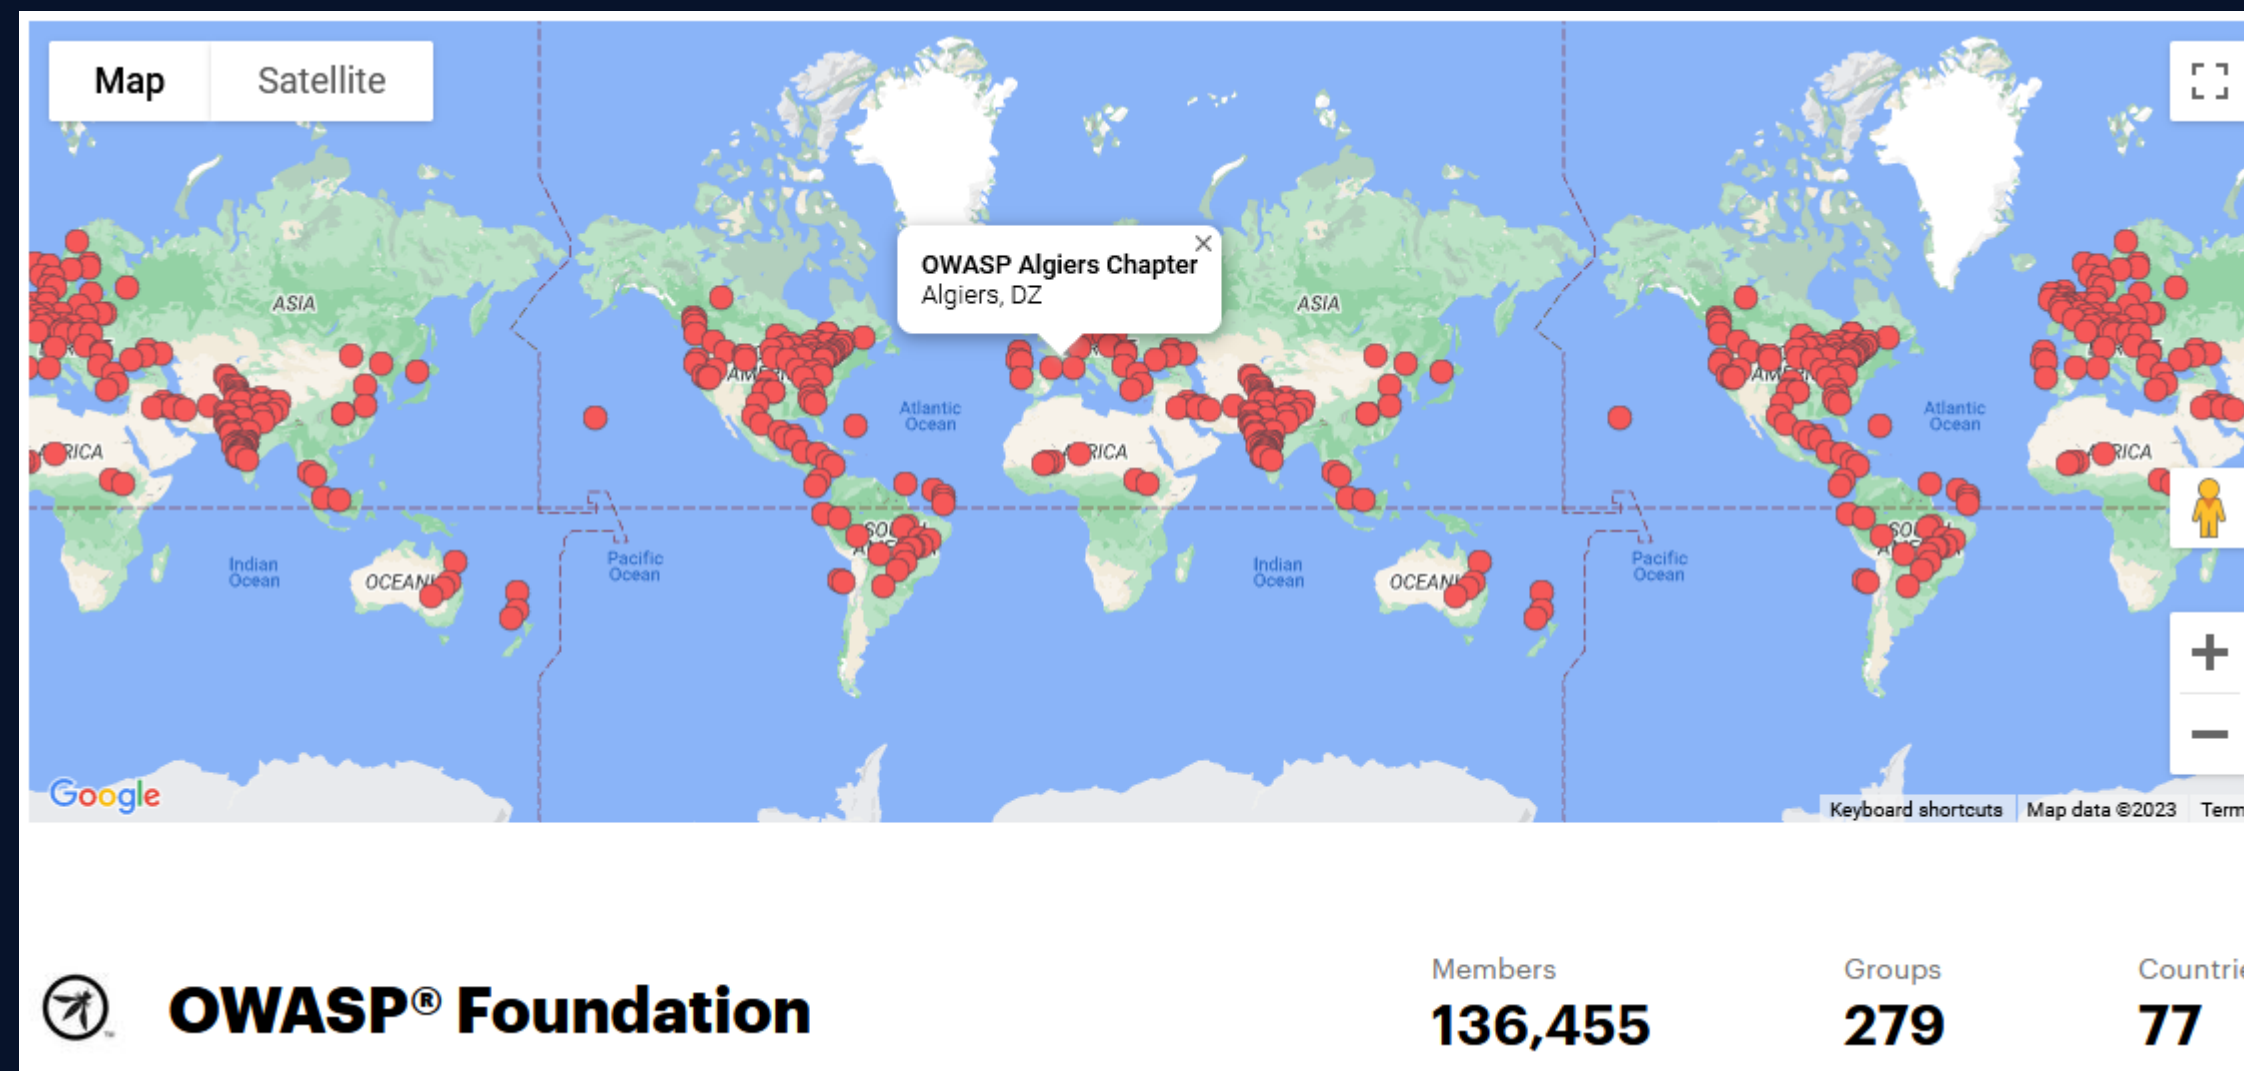 Map Satellite
ASIA
ASIA
OWASP Algiers Chapter
Algiers, DZ
Atlantic
Ocean
Atlantic
Ocean
Indian
Ocean
Pacific
Ocean
Indian
Ocean
Pacific
Ocean
Google
Keyboard shortcuts Map data ©2023
Members Groups
OWASP® Foundation
136,455 279 77